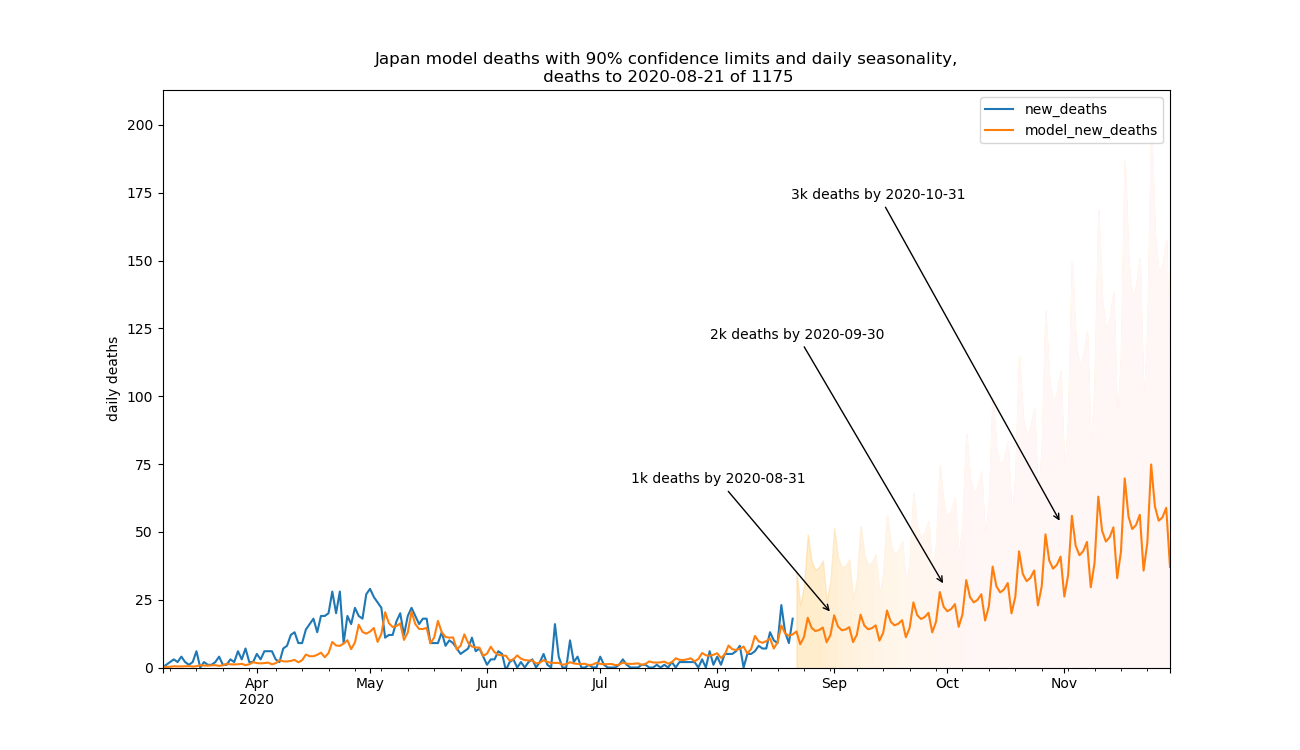 Japan model deaths with 90% confidence limits and daily seasonality,
deaths to 2020-08-21 of 1175
new_deaths
model_new_deaths
200
175
150
125
100
75
50
25
0
daily deaths
3k deaths by 2020-10-31
2k deaths by 2020-09-30
1k deaths by 2020-08-31
Apr
2020
May
Jun
Jul
Aug
Sep
Oct
Nov